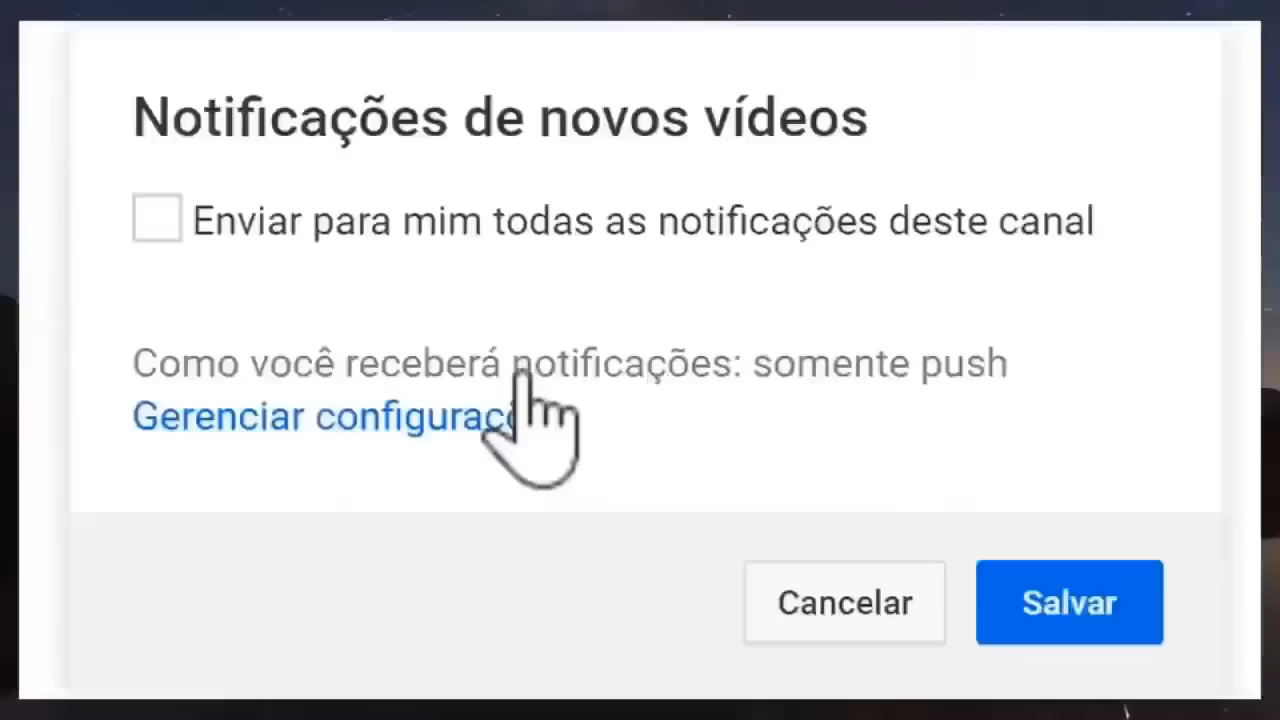 Notificações de novos vídeos
Enviar para mim todas as notificações deste canal
Como você receberá notificações: somente push
Gerenciar
Cancelar
Salvar